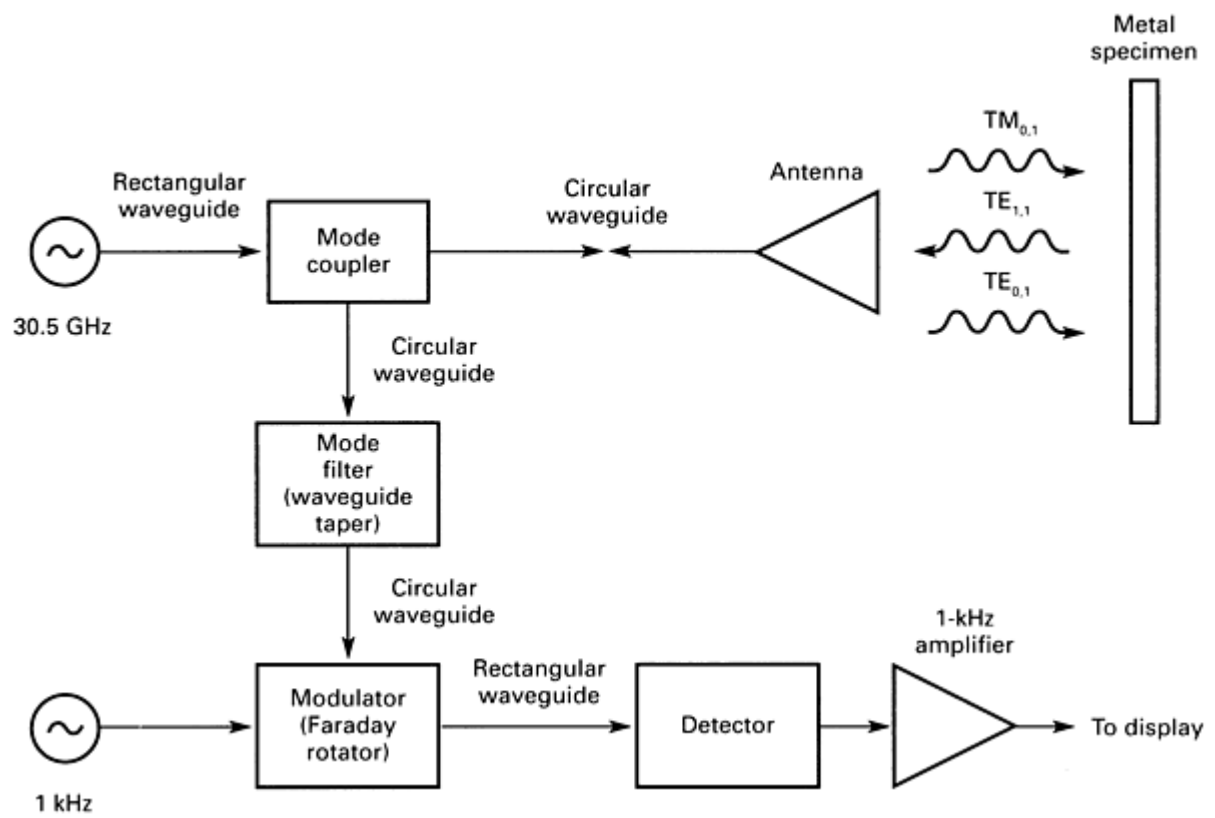 Metal
specimen
TM0,1
Rectangular
waveguide
Circular
waveguide
Antenna
TE1,1
Mode
coupler
TE0,1
30.5 GHz
Circular
waveguide
Mode
filter
(waveguide
taper)
Circular
waveguide
1-kHz
amplifier
Rectangular
waveguide
Modulator
(Faraday
rotator)
Detector
To display
1 kHz